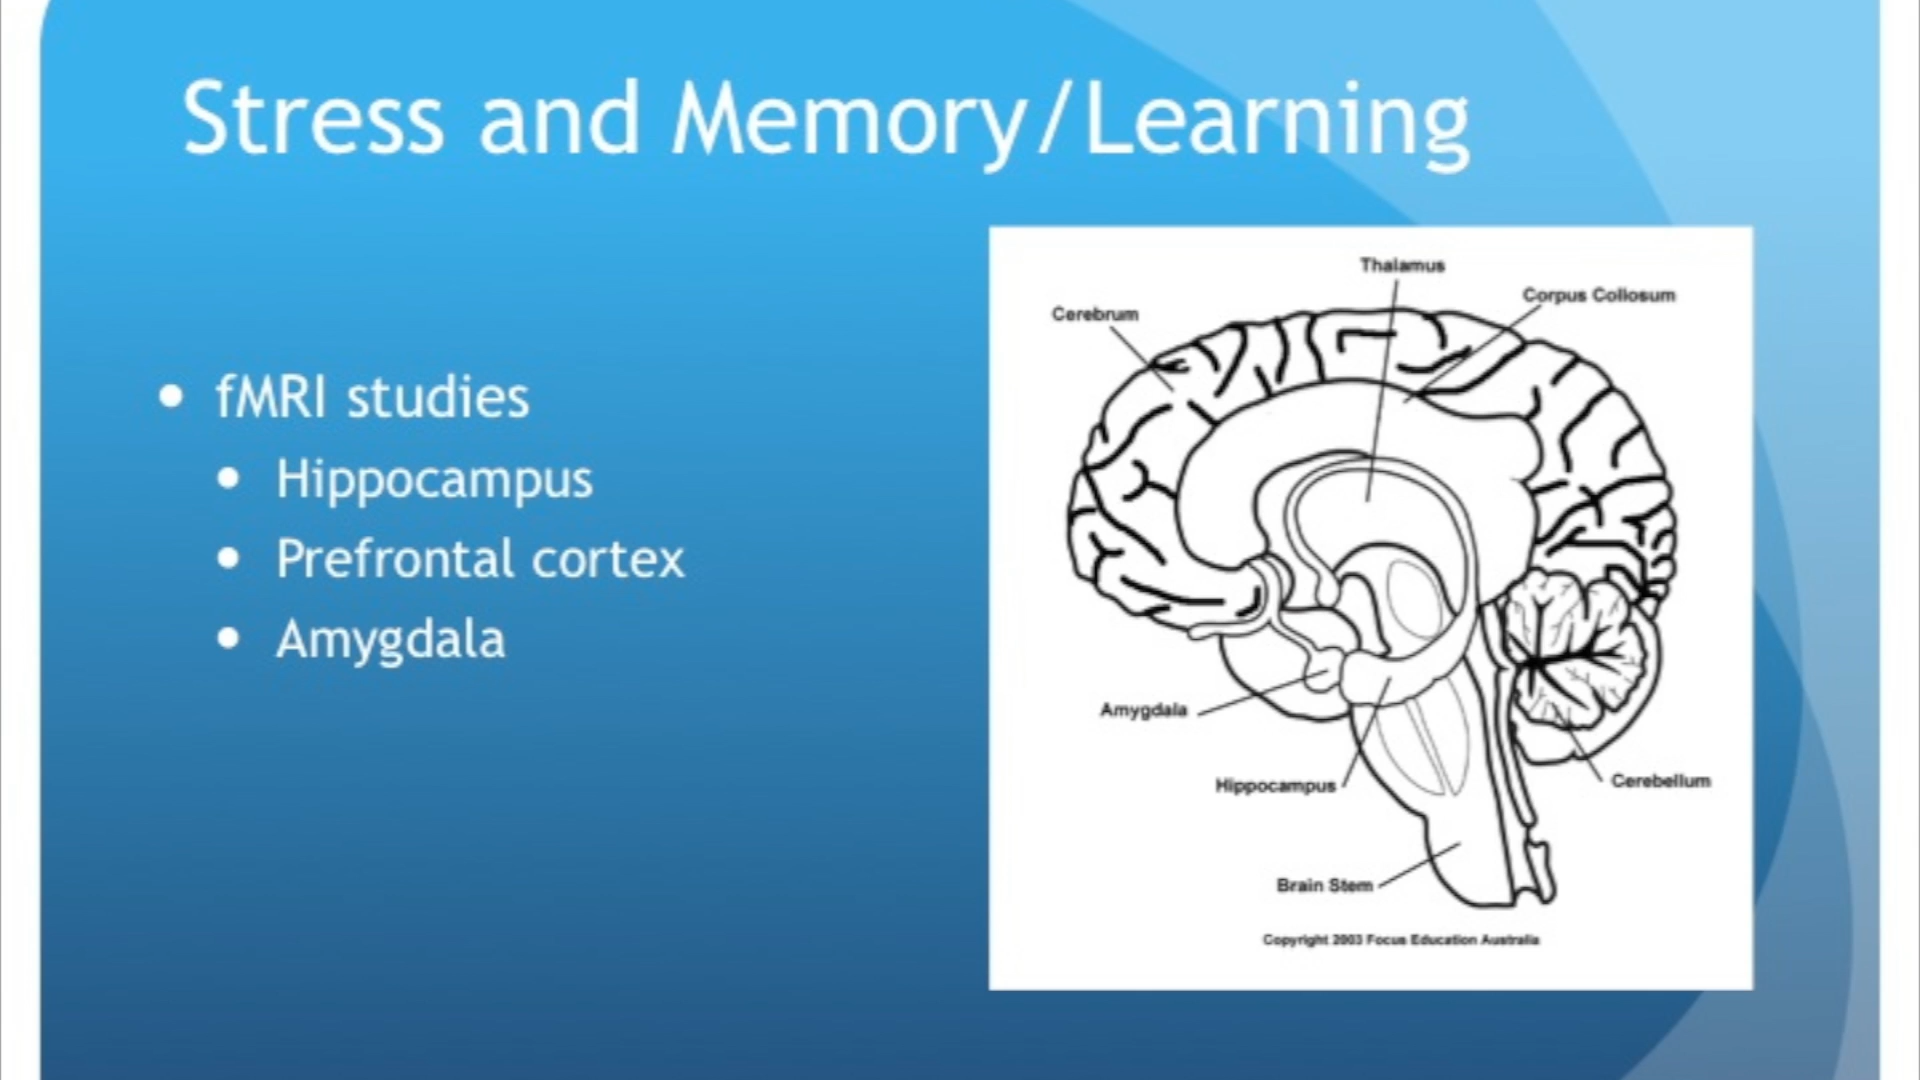 Stress and Memory/Learning
• fMRI studies
• Hippocampus
• Prefrontal cortex
• Amygdala
Thalamus
Corpus Collosum
Cerebrum
Amygdala
Hippocampus
Cerebellum
Brain Stem
Copyright 2003 Focus Education Australia